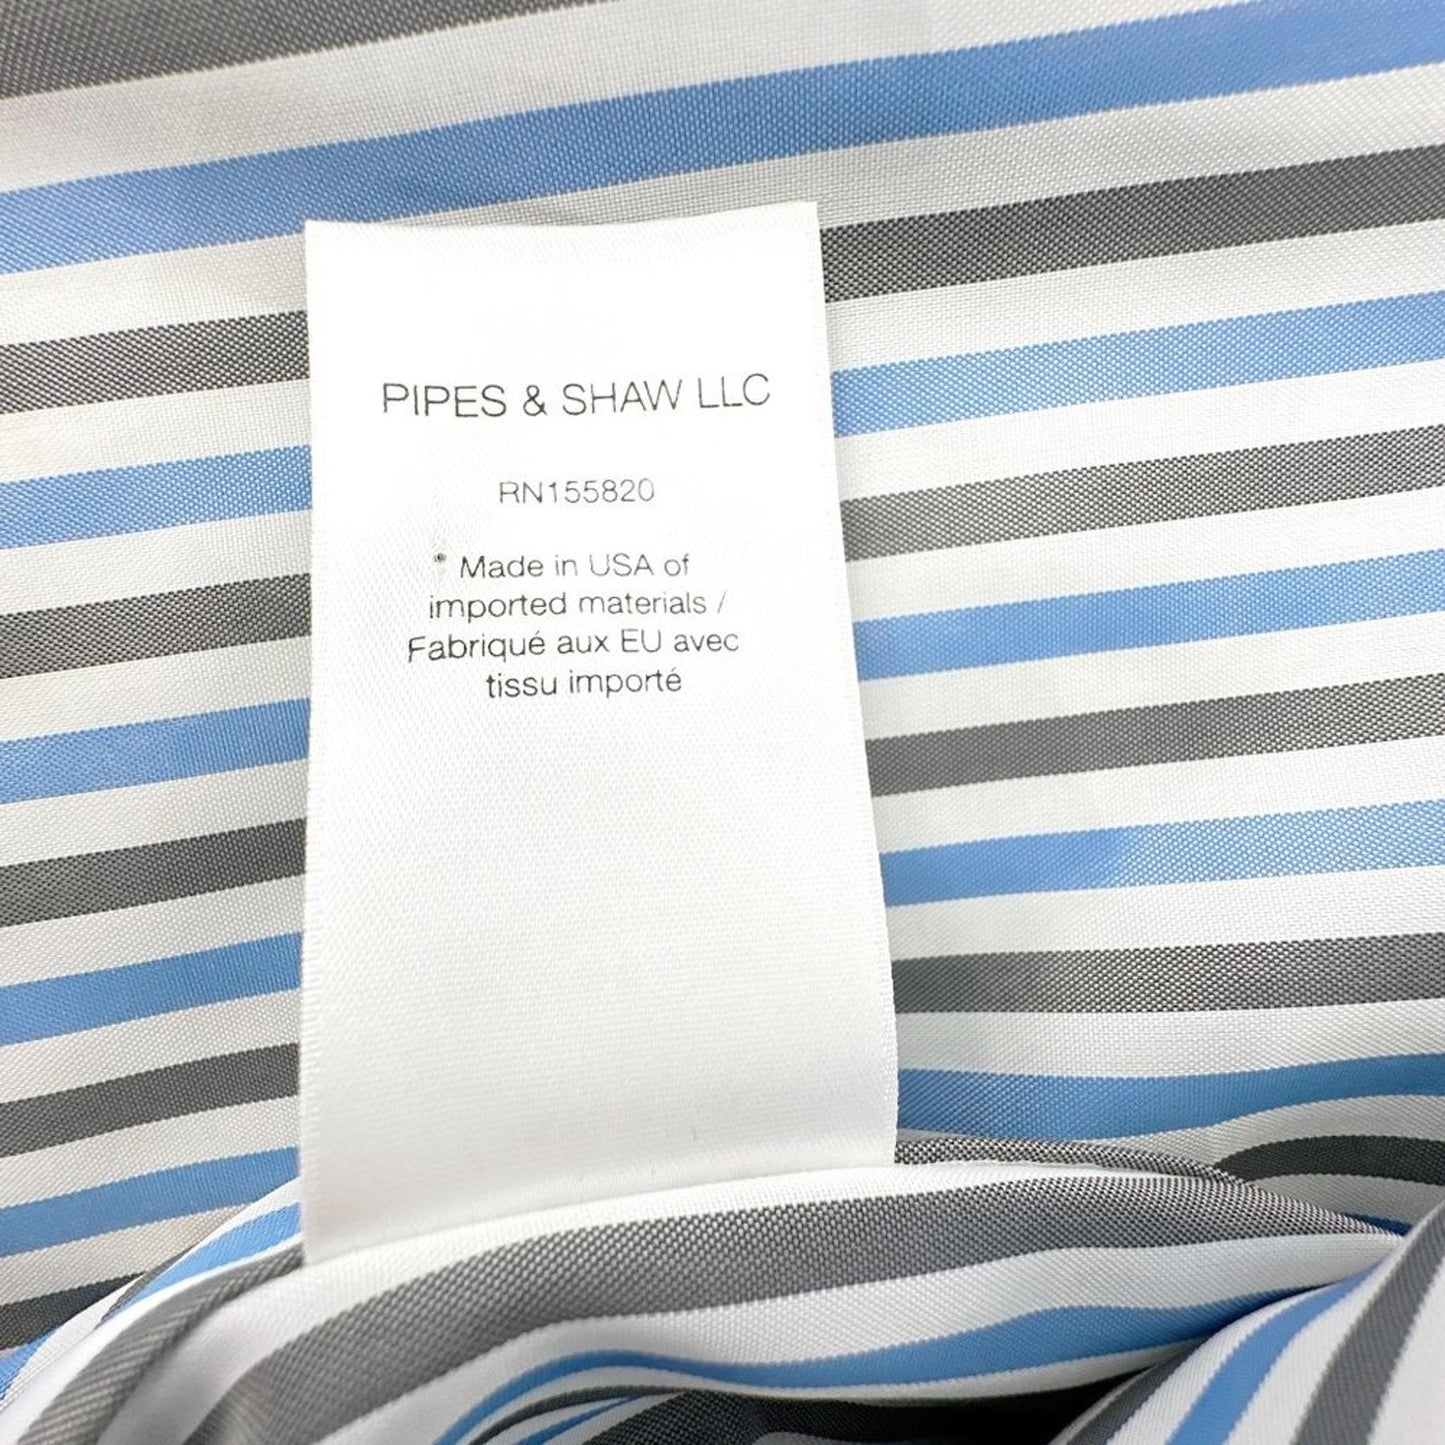 PIPES & SHAW LLC
RN155820
Made in USA of
imported materials /
Fabriqué aux EU avec
tissu importé